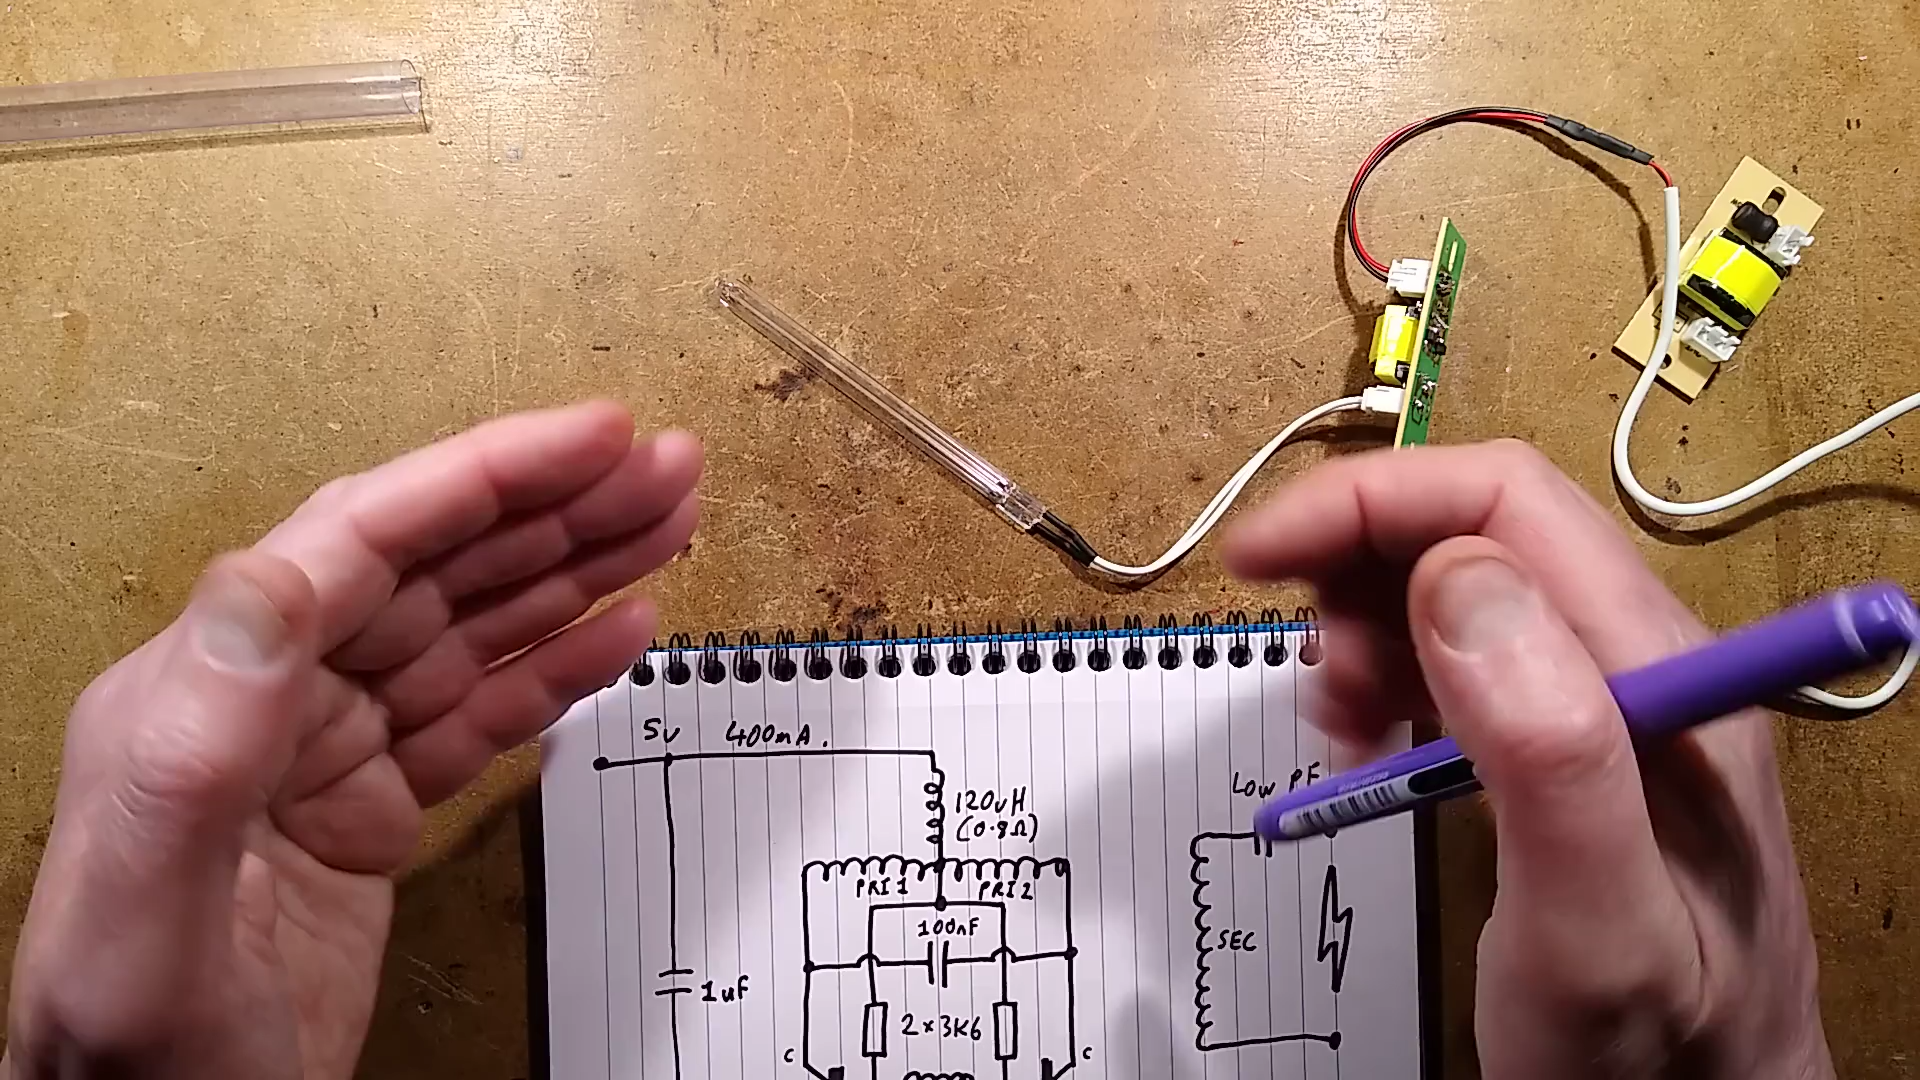 5v 400mA.
120uH
(0.8Ω)
Low PF
PRI 1 PRI 2
100nF
SEC
1uF
2×3K6
c c